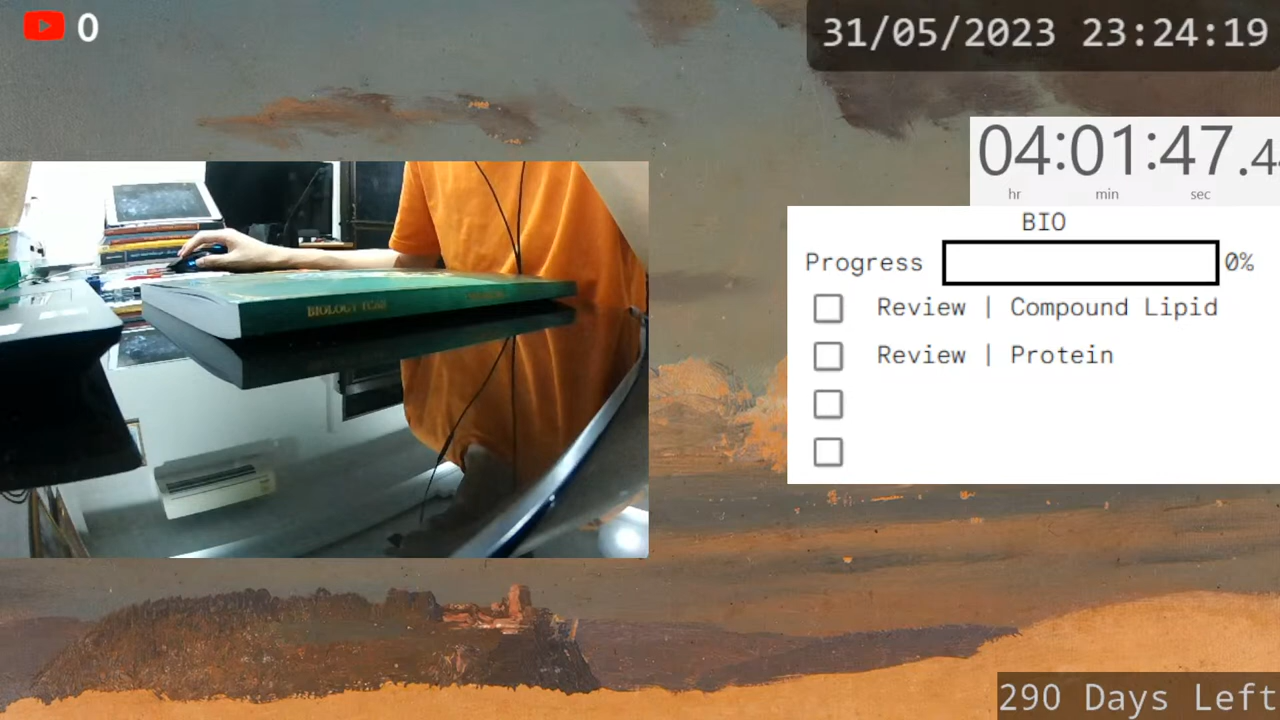 0
31/05/2023 23:24:19
04:01:47.4
hr min sec
BIO
Progress 0%
Review | Compound Lipid
Review | Protein
BIOLOGY TCAS
290 Days Left